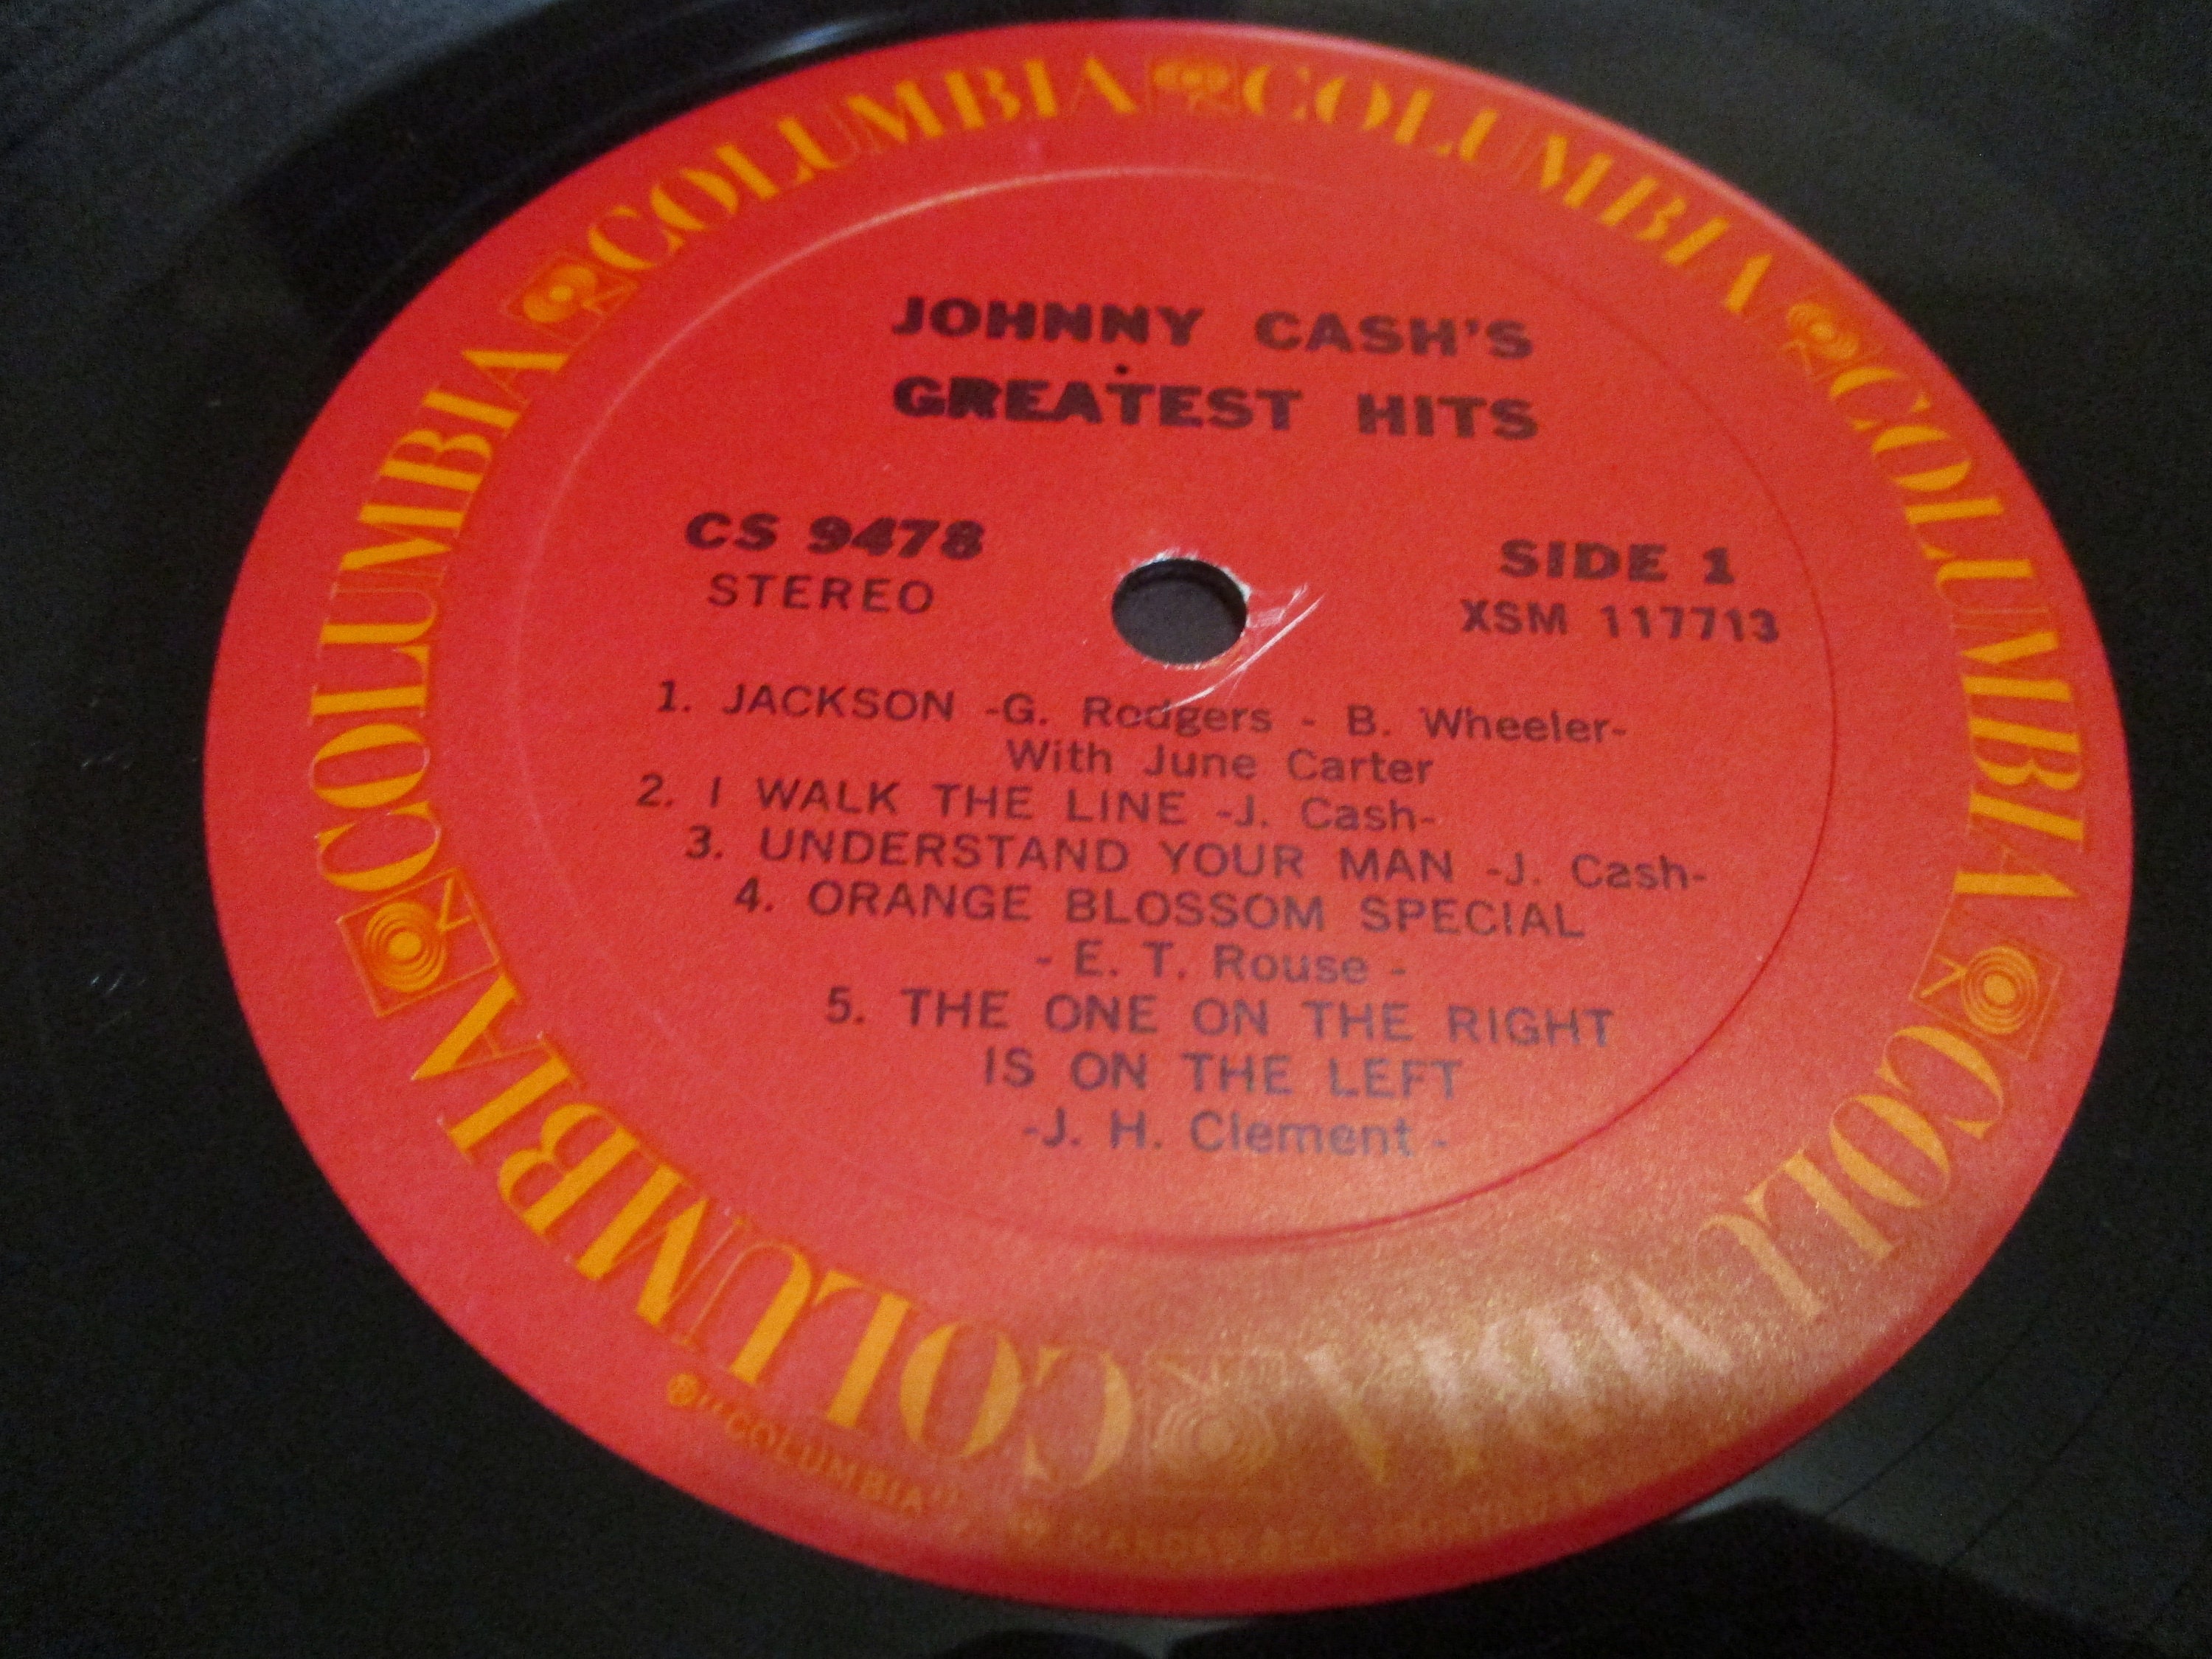 COLUMBIA COLUMBIA COLUMBIA COLUMBIA COLUMBIA COLUMBIA
JOHNNY CASH'S
GREATEST HITS
CS 9478
STEREO
SIDE 1
XSM 117713
1. JACKSON -G. Rodgers - B. Wheeler-
With June Carter
2. I WALK THE LINE -J. Cash-
3. UNDERSTAND YOUR MAN -J. Cash-
4. ORANGE BLOSSOM SPECIAL
- E. T. Rouse -
5. THE ONE ON THE RIGHT
IS ON THE LEFT
-J. H. Clement -
® "COLUMBIA"